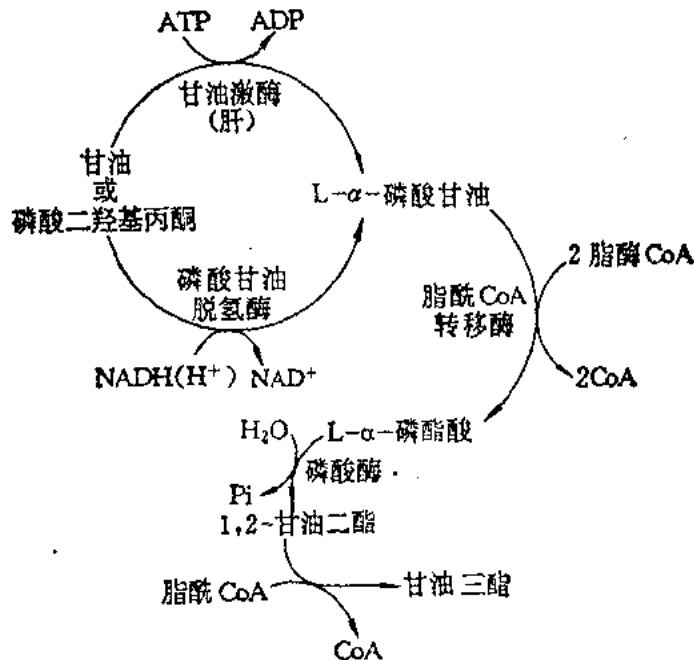 ATP ADP
甘油激酶
(肝)
甘油
或
磷酸二羟基丙酮
L-α-磷酸甘油
磷酸甘油
脱氢酶
NADH(H⁺) NAD⁺
2 脂酶 CoA
脂酰 CoA
转移酶
2CoA
H₂O
L-α-磷酯酸
磷酸酶
Pi
1,2-甘油二酯
脂酰 CoA
甘油三酯
CoA